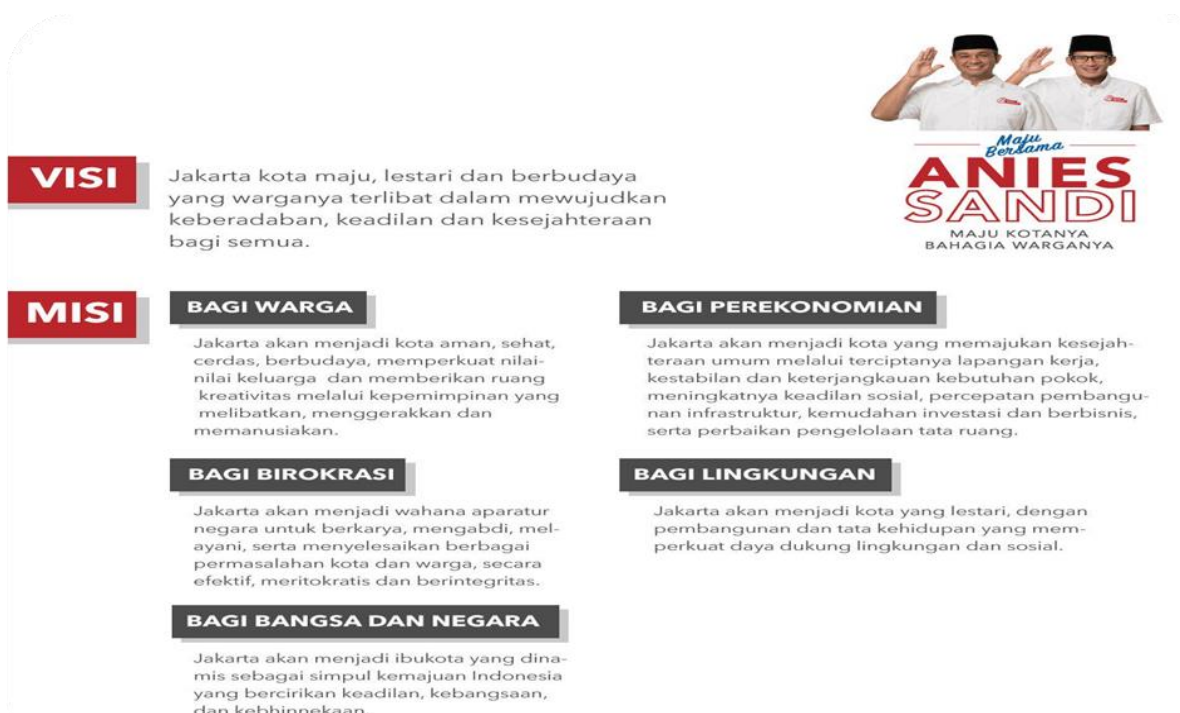 Maju
Bersama
ANIES
SANDI
MAJU KOTANYA
BAHAGIA WARGANYA
VISI
Jakarta kota maju, lestari dan berbudaya
yang warganya terlibat dalam mewujudkan
keberadaban, keadilan dan kesejahteraan
bagi semua.
MISI
BAGI WARGA
Jakarta akan menjadi kota aman, sehat,
cerdas, berbudaya, memperkuat nilai-
nilai keluarga dan memberikan ruang
kreativitas melalui kepemimpinan yang
melibatkan, menggerakkan dan
memanusiakan.
BAGI PEREKONOMIAN
Jakarta akan menjadi kota yang memajukan kesejah-
teraan umum melalui terciptanya lapangan kerja,
kestabilan dan keterjangkauan kebutuhan pokok,
meningkatnya keadilan sosial, percepatan pembangu-
nan infrastruktur, kemudahan investasi dan berbisnis,
serta perbaikan pengelolaan tata ruang.
BAGI BIROKRASI
Jakarta akan menjadi wahana aparatur
negara untuk berkarya, mengabdi, mel-
ayani, serta menyelesaikan berbagai
permasalahan kota dan warga, secara
efektif, meritokratis dan berintegritas.
BAGI LINGKUNGAN
Jakarta akan menjadi kota yang lestari, dengan
pembangunan dan tata kehidupan yang mem-
perkuat daya dukung lingkungan dan sosial.
BAGI BANGSA DAN NEGARA
Jakarta akan menjadi ibukota yang dina-
mis sebagai simpul kemajuan Indonesia
yang bercirikan keadilan, kebangsaan,
dan kebhinnekaan